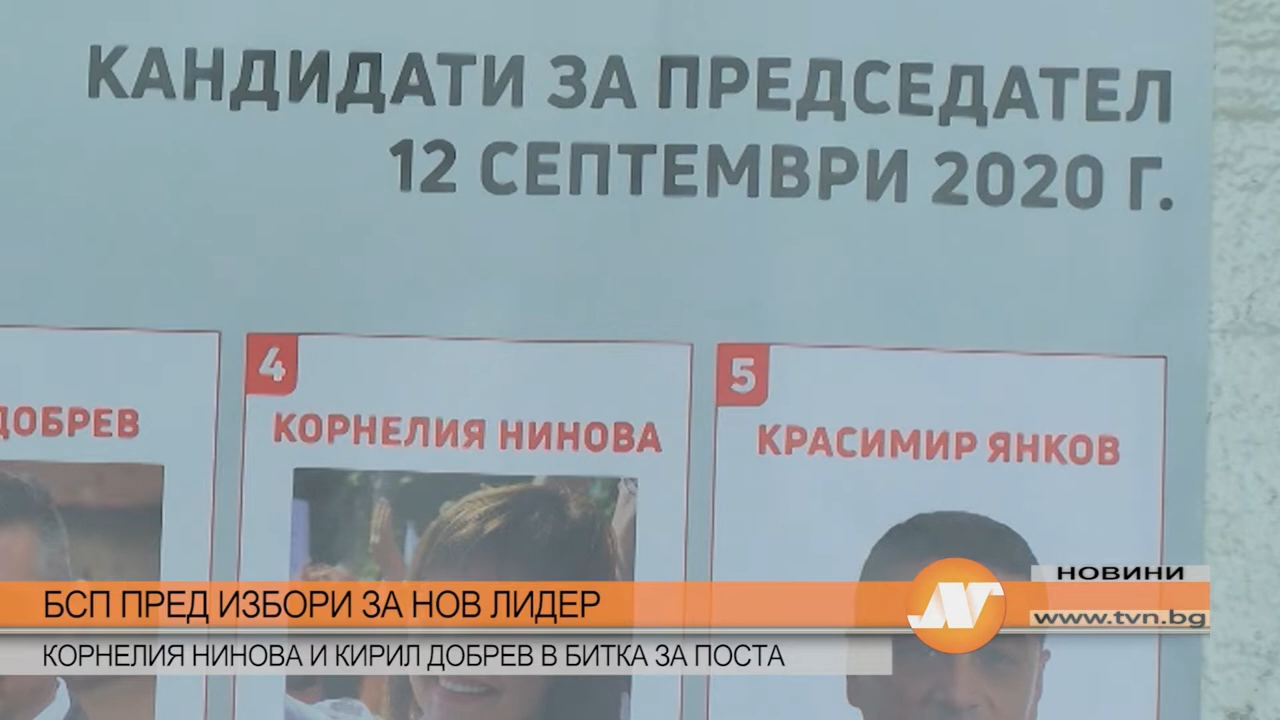 КАНДИДАТИ ЗА ПРЕДСЕДАТЕЛ
12 СЕПТЕМВРИ 2020 Г.
ДОБРЕВ
4
КОРНЕЛИЯ НИНОВА
5
КРАСИМИР ЯНКОВ
БСП ПРЕД ИЗБОРИ ЗА НОВ ЛИДЕР
КОРНЕЛИЯ НИНОВА И КИРИЛ ДОБРЕВ В БИТКА ЗА ПОСТА
НОВИНИ
www.tvn.bg